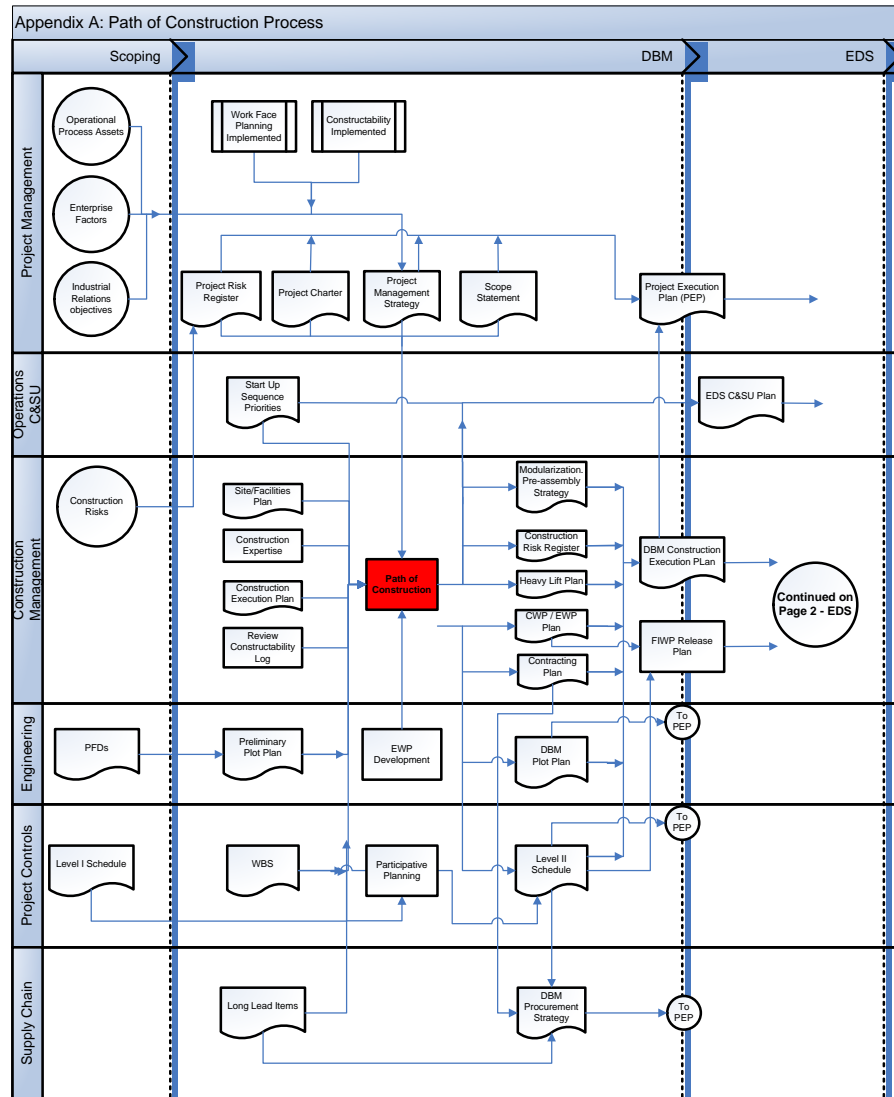 Appendix A: Path of Construction Process
Scoping
DBM
EDS
Project Management
Operational
Process Assets
Enterprise
Factors
Industrial
Relations
objectives
Work Face
Planning
Implemented
Constructability
Implemented
Project Risk
Register
Project Charter
Project
Management
Strategy
Scope
Statement
Project Execution
Plan (PEP)
Operations
C&SU
Start Up
Sequence
Priorities
EDS C&SU Plan
Construction
Management
Construction
Risks
Site/Facilities
Plan
Construction
Expertise
Construction
Execution Plan
Review
Constructability
Log
Path of
Construction
Modularization.
Pre-assembly
Strategy
Construction
Risk Register
Heavy Lift Plan
CWP / EWP
Plan
Contracting
Plan
DBM Construction
Execution PLan
FIWP Release
Plan
Continued on
Page 2 - EDS
Engineering
PFDs
Preliminary
Plot Plan
EWP
Development
DBM
Plot Plan
To
PEP
Project Controls
Level I Schedule
WBS
Participative
Planning
Level II
Schedule
To
PEP
Supply Chain
Long Lead Items
DBM
Procurement
Strategy
To
PEP